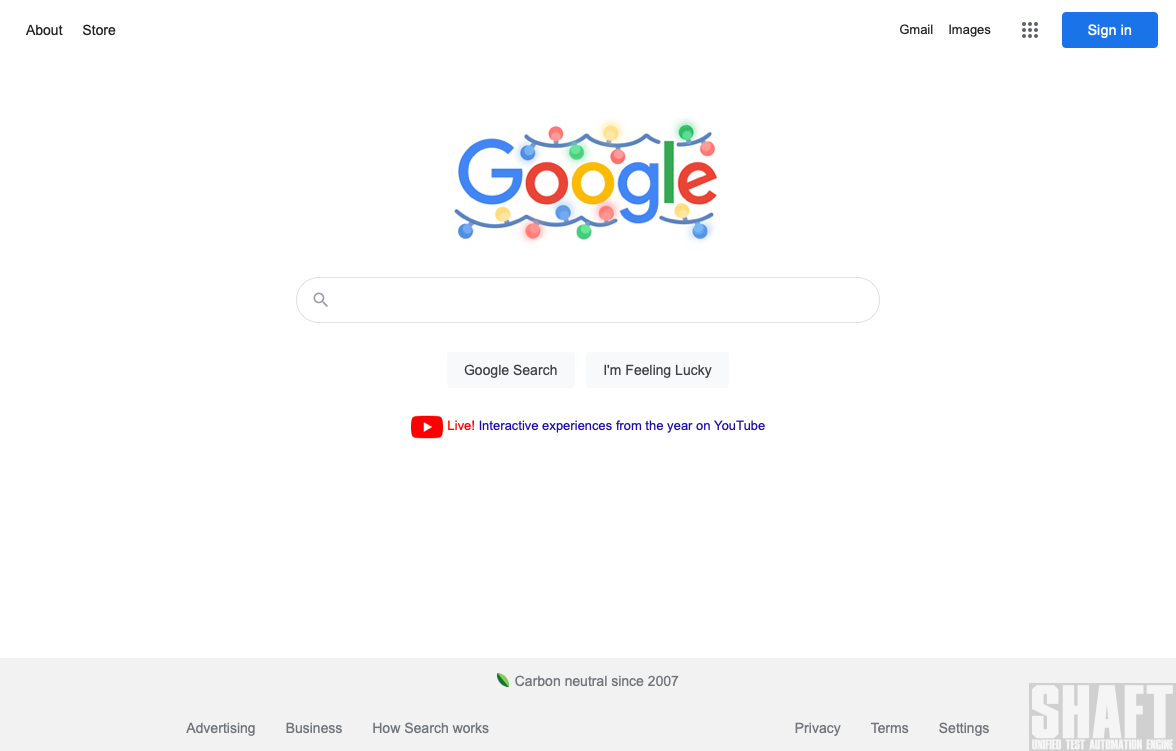 About Store Gmail Images Sign in
Google
Google Search I'm Feeling Lucky
Live! Interactive experiences from the year on YouTube
Carbon neutral since 2007
Advertising Business How Search works Privacy Terms Settings
SHAFT
UNIFIED TEST AUTOMATION ENGINE